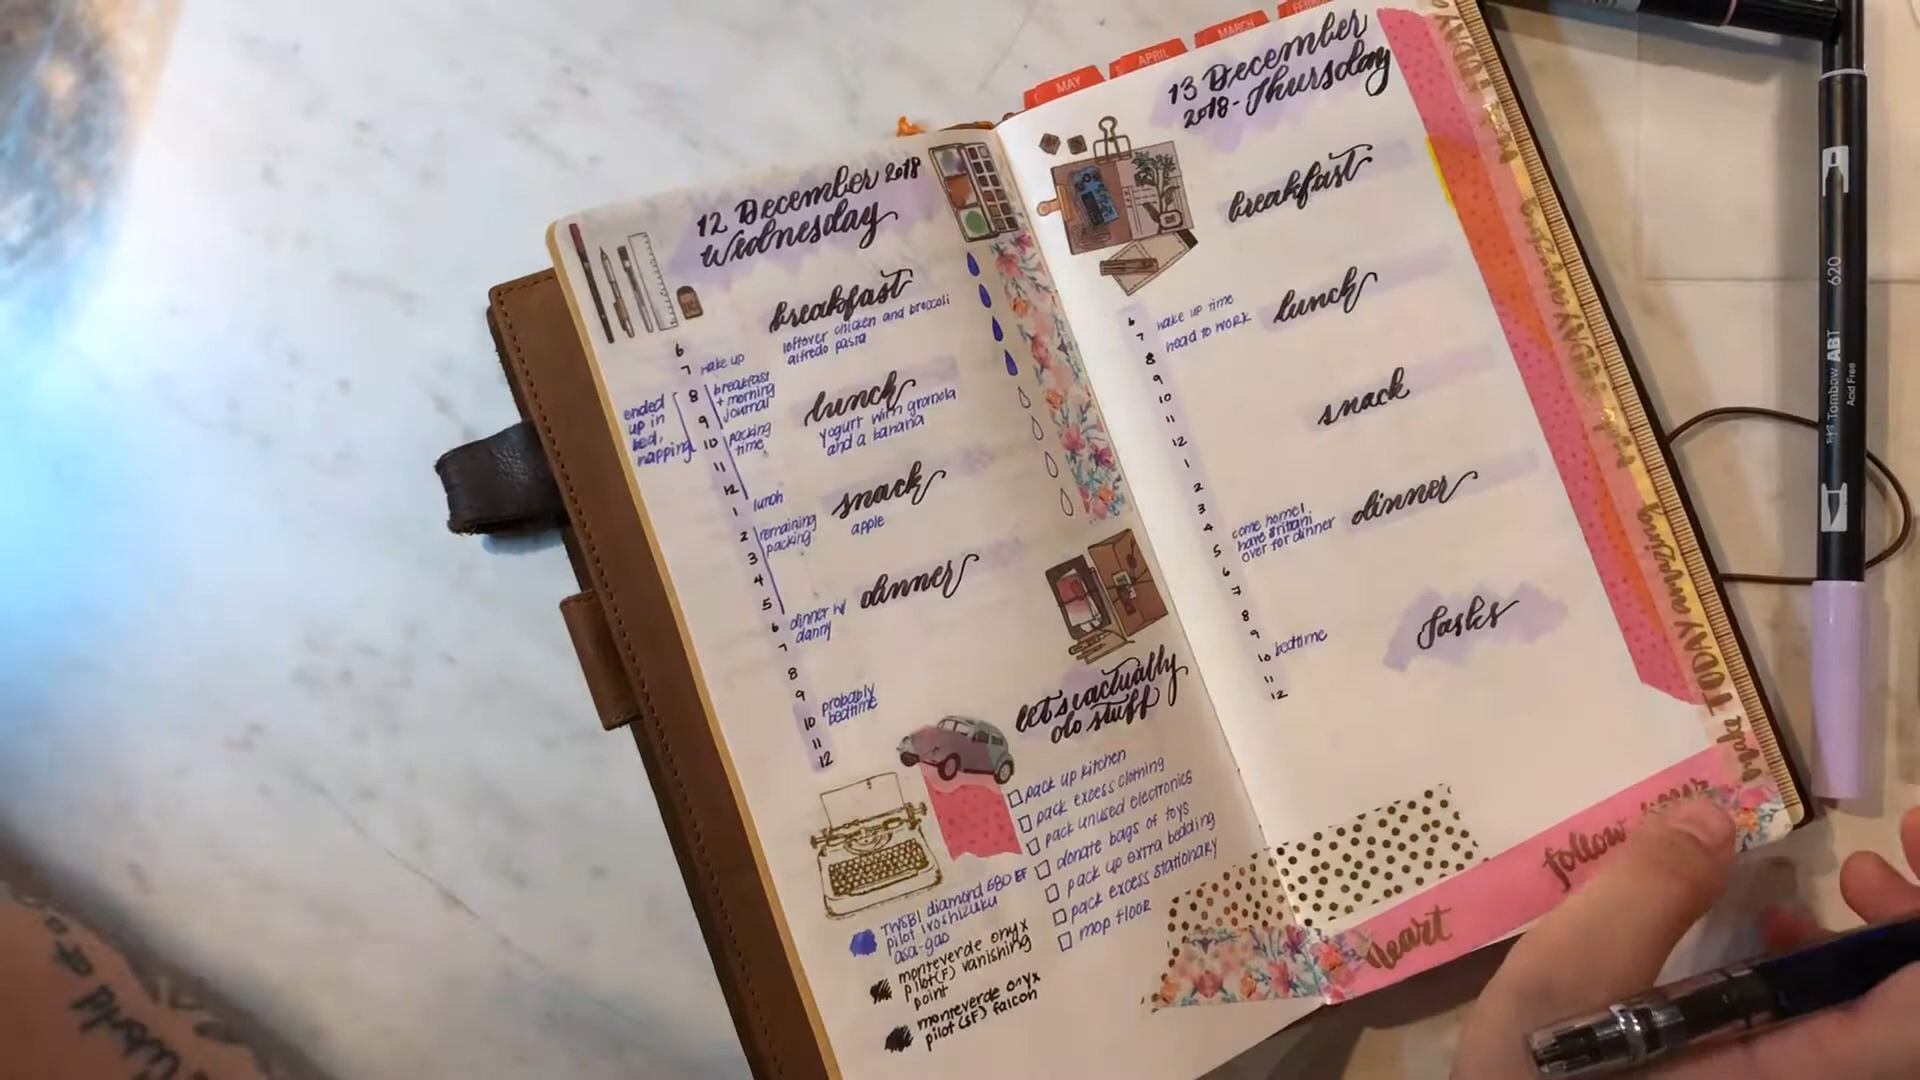 MAY
APRIL
MARCH
12 December 2018
Wednesday
breakfast
leftover chicken and broccoli
alfredo pasta
lunch
yogurt with granola
and a banana
snack
apple
dinner
6
7
wake up
8
9
breakfast
+ morning
journal
ended
up in
bed,
napping
10
11
12
packing
time
1
lunch
2
3
4
5
remaining
packing
6
dinner w/
danny
7
8
9
10
probably
bedtime
11
12
let's actually
do stuff
pack up kitchen
pack excess clothing
pack unused electronics
donate bags of toys
pack up extra bedding
pack excess stationary
mop floor
TWSBI diamond 580 EF
pilot iroshizuku
asa-gao
monteverde onyx
pilot (F) vanishing
point
monteverde onyx
pilot (SF) falcon
13 December
2018 - Thursday
breakfast
lunch
snack
dinner
tasks
6
wake up time
7
head to work
8
9
10
11
12
1
2
3
4
5
come home!
have Brittani
over for dinner
6
7
8
9
10
bedtime
11
12
TODAY amazing
make TODAY amazing
follow
heart
Tombow ABT 620
Acid Free
World